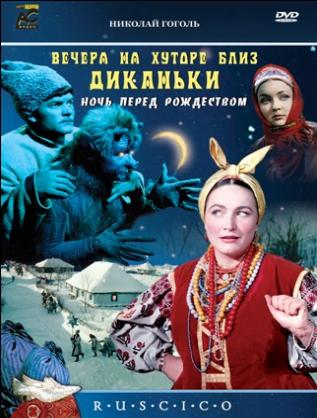 НИКОЛАЙ ГОГОЛЬ
DVD
ВЕЧЕРА НА ХУТОРЕ БЛИЗ
ДИКАНЬКИ
НОЧЬ ПЕРЕД РОЖДЕСТВОМ
R·U·S·C·I·C·O